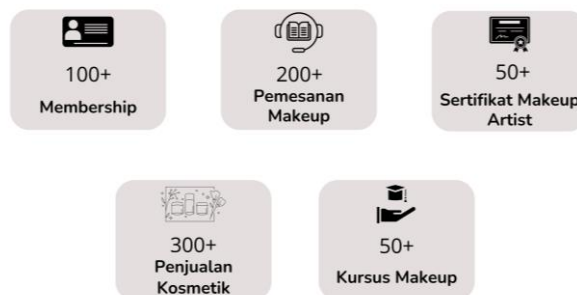 100+
Membership
200+
Pemesanan
Makeup
50+
Sertifikat Makeup
Artist
300+
Penjualan
Kosmetik
50+
Kursus Makeup